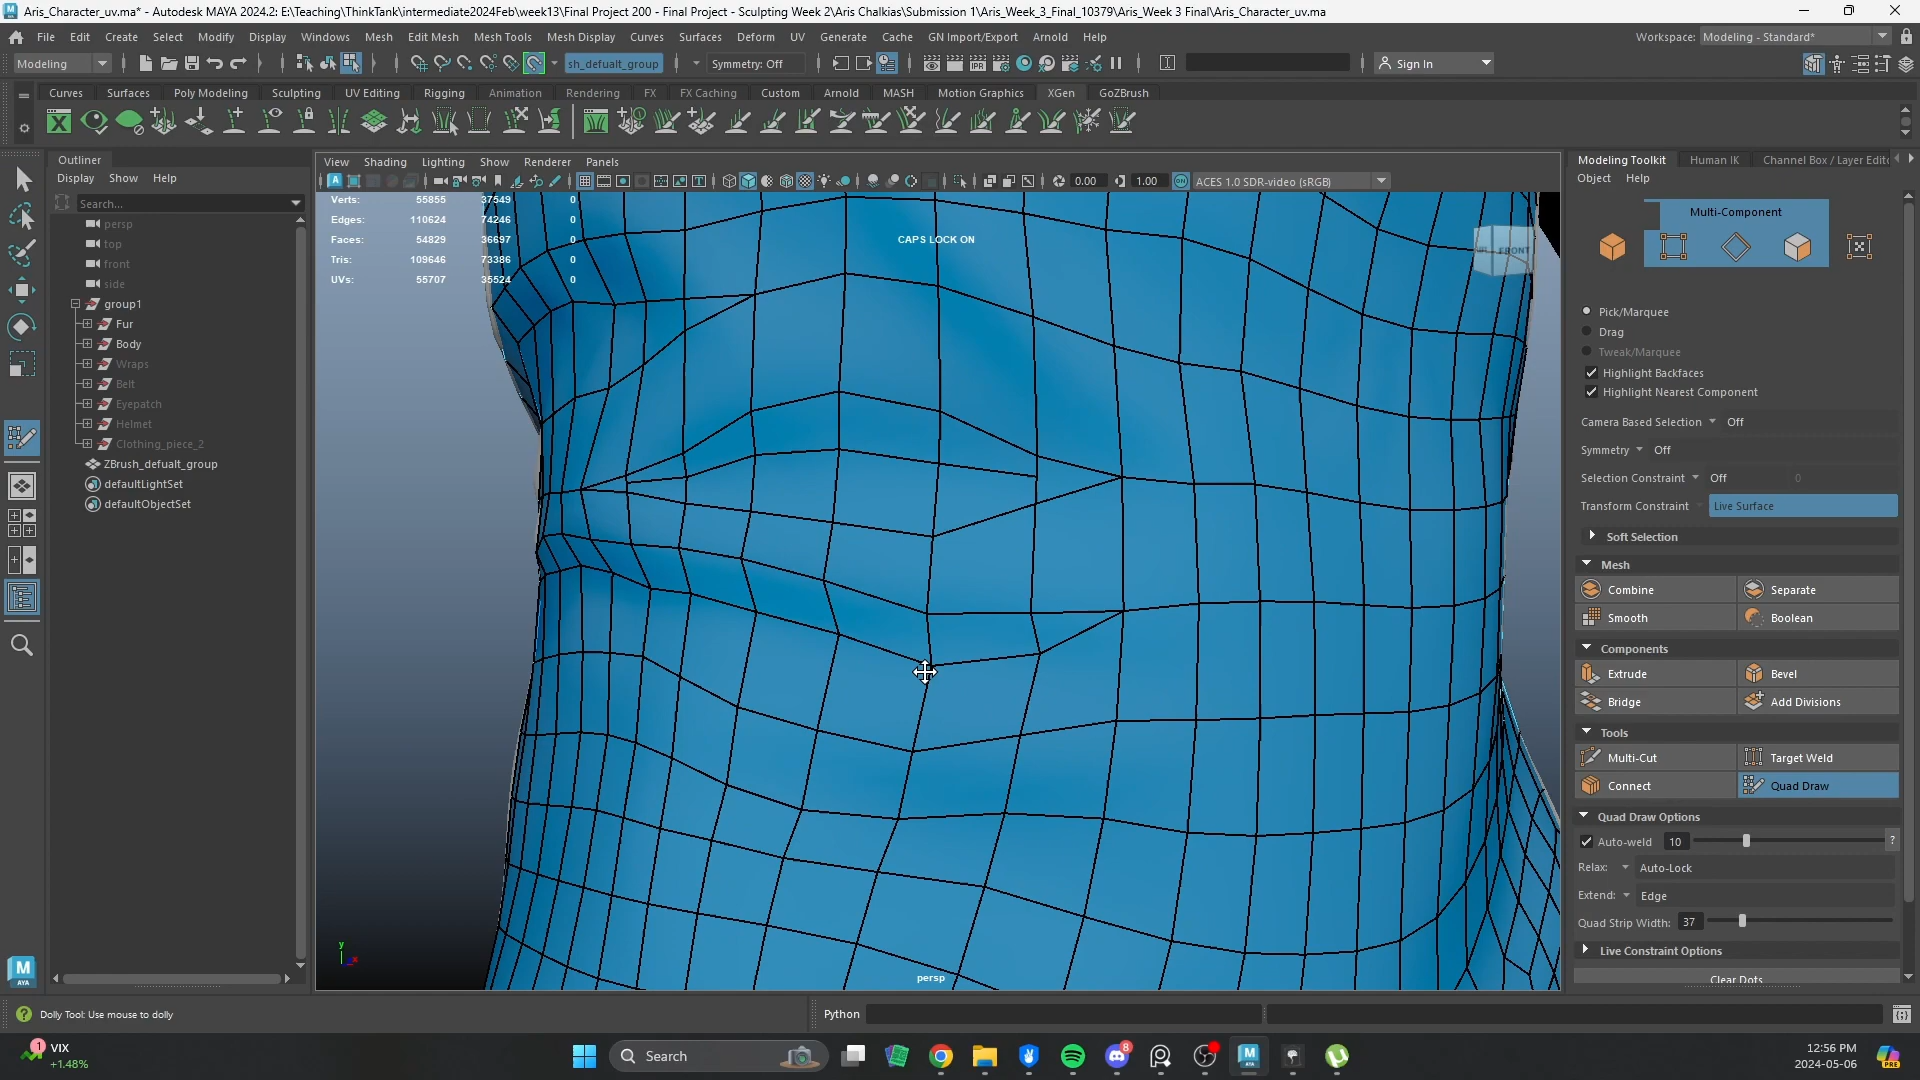 Aris_Character_uv.ma* - Autodesk MAYA 2024.2: E:\Teaching\ThinkTank\intermediate2024Feb\week13\Final Project 200 - Final Project - Sculpting Week 2\Aris Chalkias\Submission 1\Aris_Week_3_Final_10379\Aris_Week 3 Final\Aris_Character_uv.ma
File Edit Create Select Modify Display Windows Mesh Edit Mesh Mesh Tools Mesh Display Curves Surfaces Deform UV Generate Cache GN Import/Export Arnold Help
Workspace: Modeling - Standard*
Modeling
sh_defualt_group
Symmetry: Off
Sign In
Curves Surfaces Poly Modeling Sculpting UV Editing Rigging Animation Rendering FX FX Caching Custom Arnold MASH Motion Graphics XGen GoZBrush
Outliner
Display Show Help
Search...
persp
top
front
side
group1
Fur
Body
Wraps
Belt
Eyepatch
Helmet
Clothing_piece_2
ZBrush_defualt_group
defaultLightSet
defaultObjectSet
View Shading Lighting Show Renderer Panels
0.00
1.00
ACES 1.0 SDR-video (sRGB)
Verts: 55855 37549 0
Edges: 110624 74246 0
Faces: 54829 36697 0
Tris: 109646 73386 0
UVs: 55707 35524 0
CAPS LOCK ON
FRONT
y
x
persp
Modeling Toolkit Human IK Channel Box / Layer Edit
Object Help
Multi-Component
Pick/Marquee
Drag
Tweak/Marquee
Highlight Backfaces
Highlight Nearest Component
Camera Based Selection Off
Symmetry Off
Selection Constraint Off 0
Transform Constraint Live Surface
Soft Selection
Mesh
Combine Separate
Smooth Boolean
Components
Extrude Bevel
Bridge Add Divisions
Tools
Multi-Cut Target Weld
Connect Quad Draw
Quad Draw Options
Auto-weld 10 ?
Relax: Auto-Lock
Extend: Edge
Quad Strip Width: 37
Live Constraint Options
Clear Dots
Dolly Tool: Use mouse to dolly
Python
1
VIX
+1.48%
Search
8
12:56 PM
2024-05-06